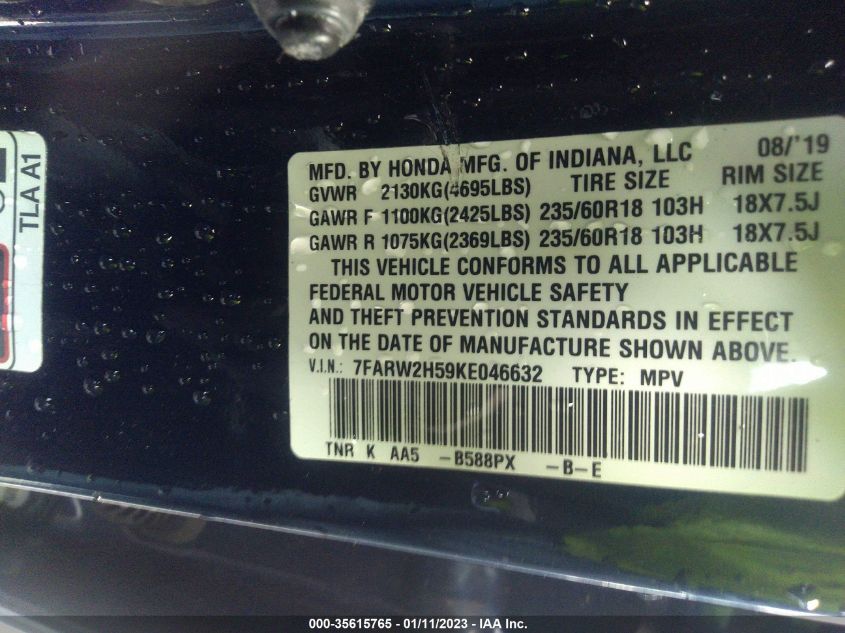 TLA A1
MFD. BY HONDA MFG. OF INDIANA, LLC 08/'19
GVWR 2130KG(4695LBS) TIRE SIZE RIM SIZE
GAWR F 1100KG(2425LBS) 235/60R18 103H 18X7.5J
GAWR R 1075KG(2369LBS) 235/60R18 103H 18X7.5J
THIS VEHICLE CONFORMS TO ALL APPLICABLE
FEDERAL MOTOR VEHICLE SAFETY
AND THEFT PREVENTION STANDARDS IN EFFECT
ON THE DATE OF MANUFACTURE SHOWN ABOVE.
V.I.N.: 7FARW2H59KE046632 TYPE: MPV
TNR K AA5 -B588PX -B-E
000-35615765 - 01/11/2023 - IAA Inc.